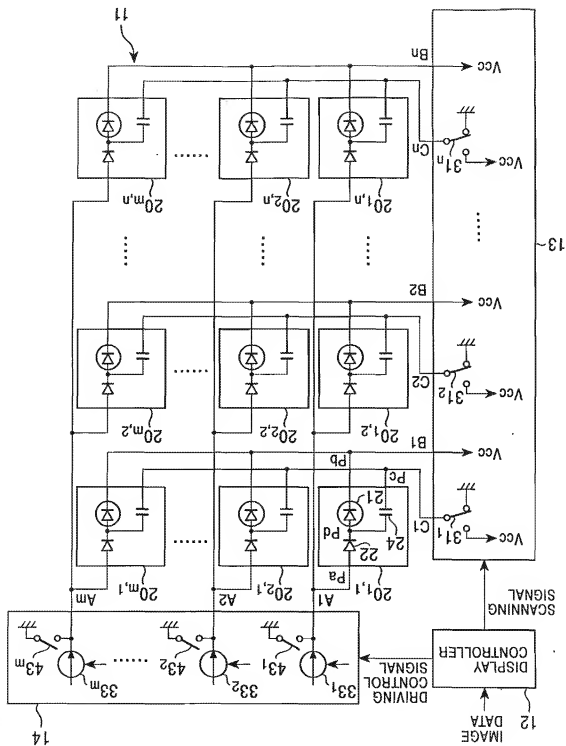 IMAGE
DATA
12
14
DISPLAY
CONTROLLER
DRIVING
CONTROL
SIGNAL
33₁
43₁
33₂
43₂
......
33m
43m
SCANNING
SIGNAL
A1
A2
Am
20₁,₁
20₂,₁
20m,₁
Pa
22
Pd
24
21
Vcc
31₁
C1
Pc
Pb
......
Vcc
B1
20₁,₂
20₂,₂
20m,₂
Vcc
31₂
C2
......
Vcc
B2
13
......
......
......
......
20₁,n
20₂,n
20m,n
Vcc
31n
Cn
......
Vcc
Bn
11